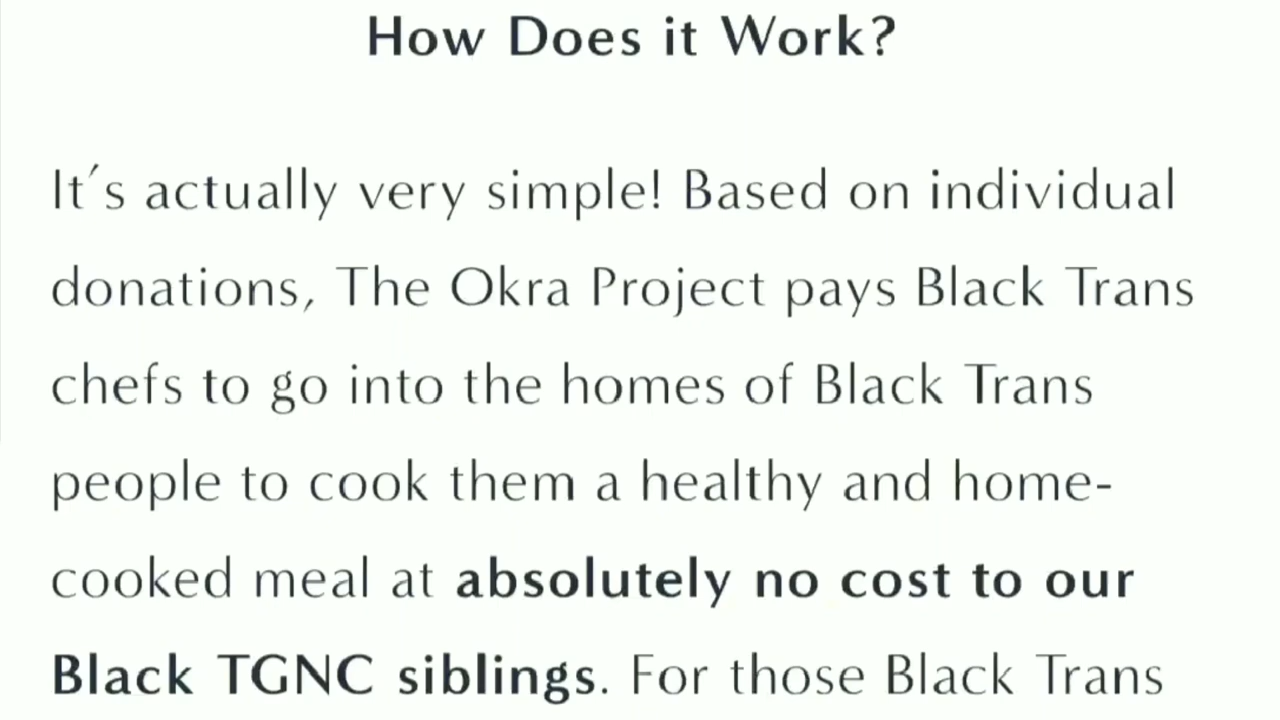 How Does it Work?
It´s actually very simple! Based on individual
donations, The Okra Project pays Black Trans
chefs to go into the homes of Black Trans
people to cook them a healthy and home-
cooked meal at absolutely no cost to our
Black TGNC siblings. For those Black Trans